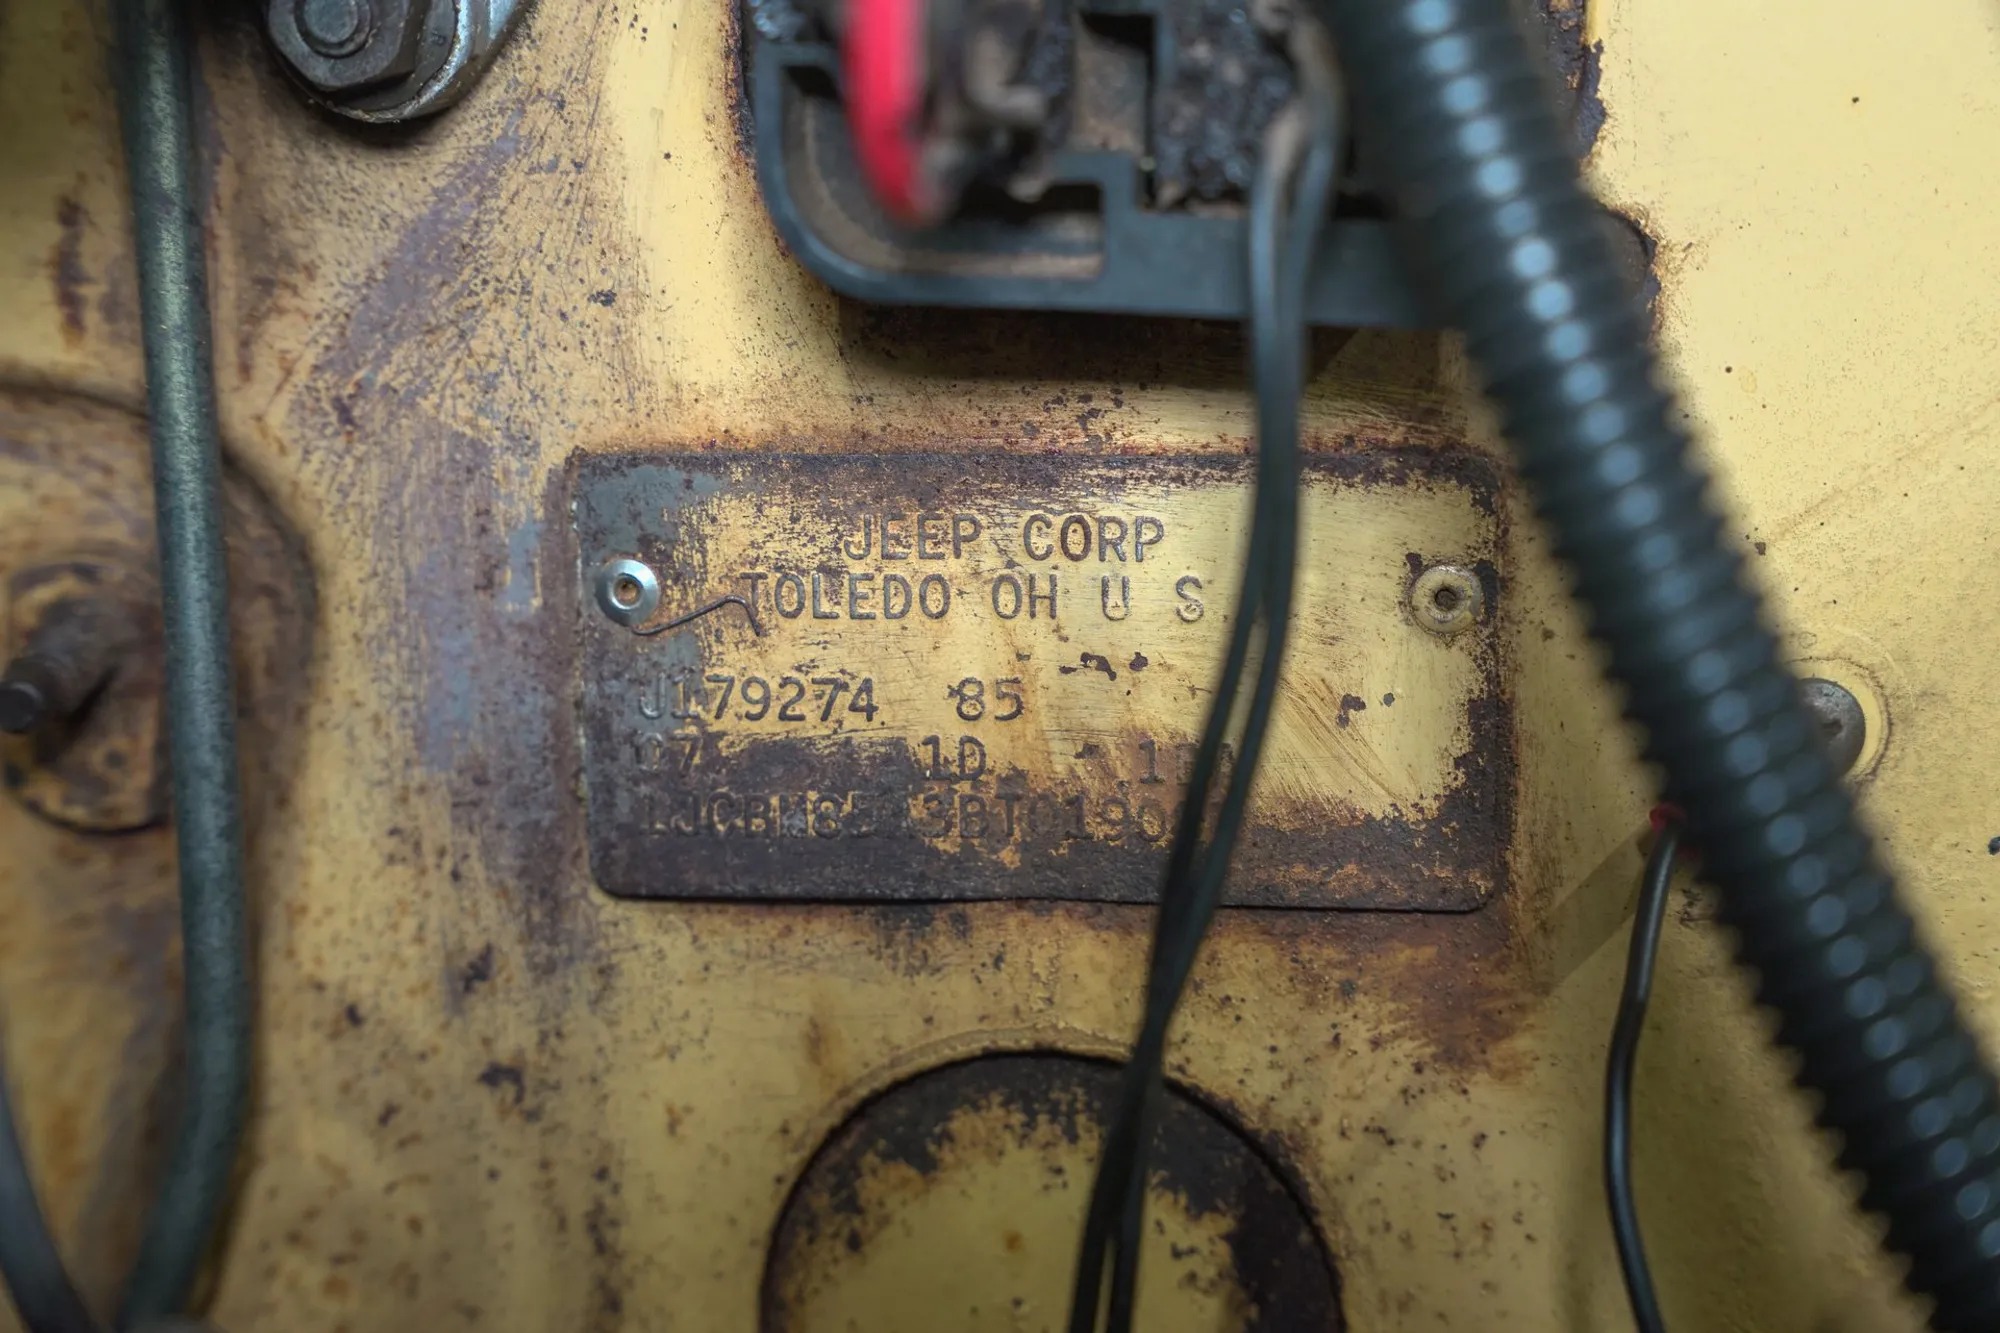 JEEP CORP
TOLEDO OH U S
J179274 85
07 1D